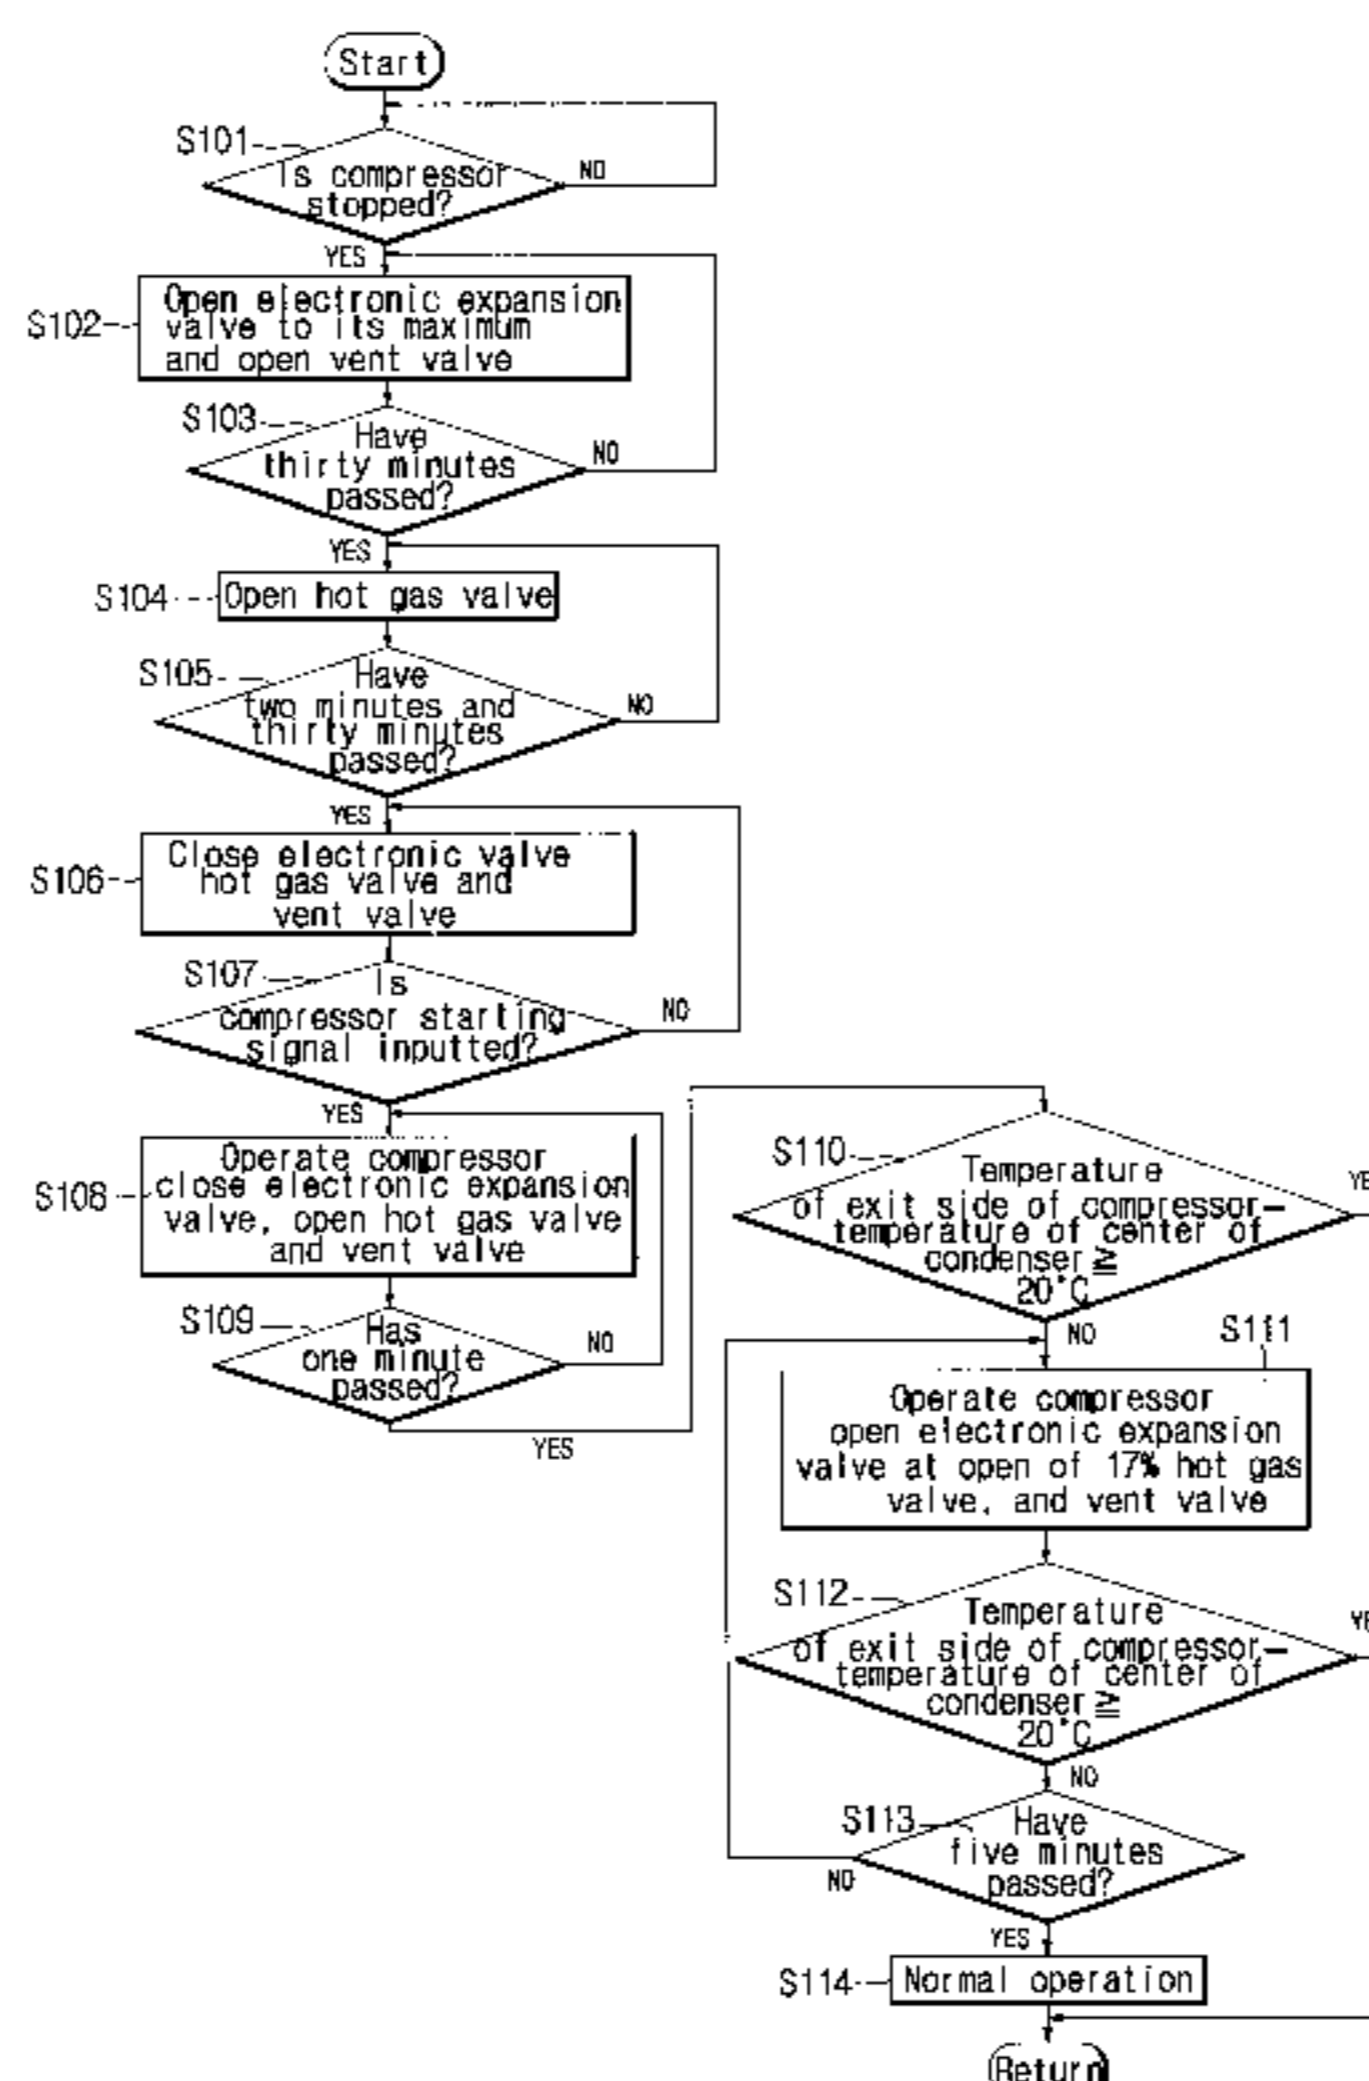 Start
S101
Is compressor
stopped?
NO
YES
S102
Open electronic expansion
valve to its maximum
and open vent valve
S103
Have
thirty minutes
passed?
NO
YES
S104
Open hot gas valve
S105
Have
two minutes and
thirty minutes
passed?
NO
YES
S106
Close electronic valve
hot gas valve and
vent valve
S107
Is
compressor starting
signal inputted?
NO
YES
S108
Operate compressor
close electronic expansion
valve, open hot gas valve
and vent valve
S109
Has
one minute
passed?
NO
YES
S110
Temperature
of exit side of compressor-
temperature of center of
condenser ≧
20°C
YE
NO
S111
Operate compressor
open electronic expansion
valve at open of 17% hot gas
valve, and vent valve
S112
Temperature
of exit side of compressor-
temperature of center of
condenser ≧
20°C
YE
NO
S113
Have
five minutes
passed?
NO
YES
S114
Normal operation
Return